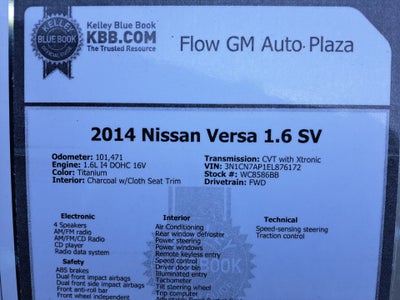 Kelley Blue Book
KBB.COM
The Trusted Resource
KELLEY
BLUE BOOK
Flow GM Auto Plaza
2014 Nissan Versa 1.6 SV
Odometer: 101,471
Engine: 1.6L I4 DOHC 16V
Color: Titanium
Interior: Charcoal w/Cloth Seat Trim
Transmission: CVT with Xtronic
VIN: 3N1CN7AP1EL876172
Stock #: WC8586BB
Drivetrain: FWD
Electronic
4 Speakers
AM/FM radio
AM/FM/CD Radio
CD player
Radio data system
Safety
ABS brakes
Dual front impact airbags
Dual front side impact airbags
Front anti-roll bar
Front wheel independent
Interior
Air Conditioning
Rear window defroster
Power steering
Power windows
Remote keyless entry
Speed control
Driver door bin
Illuminated entry
Tachometer
Tilt steering wheel
Trip computer
Technical
Speed-sensing steering
Traction control